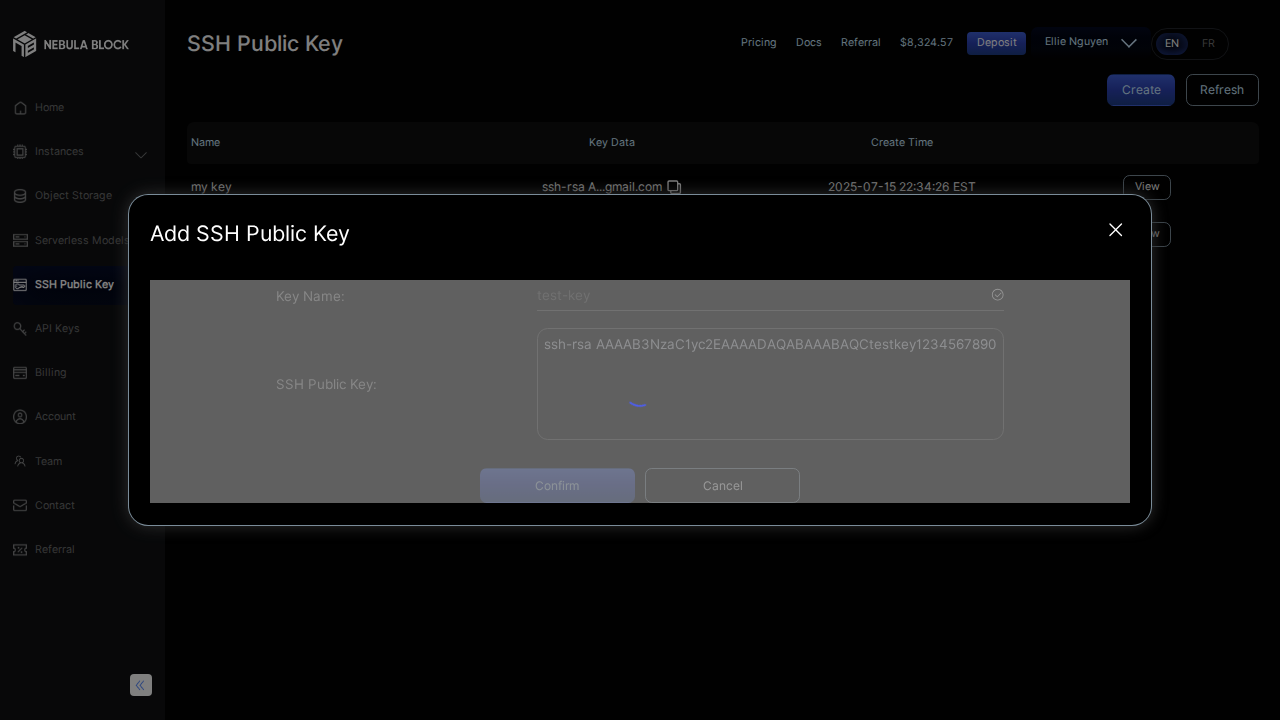 NEBULA BLOCK
SSH Public Key
Pricing
Docs
Referral
$8,324.57
Deposit
Ellie Nguyen
EN
FR
Create
Refresh
Home
Instances
Object Storage
Serverless Models
SSH Public Key
API Keys
Billing
Account
Team
Contact
Referral
Name
Key Data
Create Time
my key
ssh-rsa A...gmail.com
2025-07-15 22:34:26 EST
View
Add SSH Public Key
Key Name:
test-key
SSH Public Key:
ssh-rsa AAAAB3NzaC1yc2EAAAADAQABAAABAQCtestkey1234567890
Confirm
Cancel